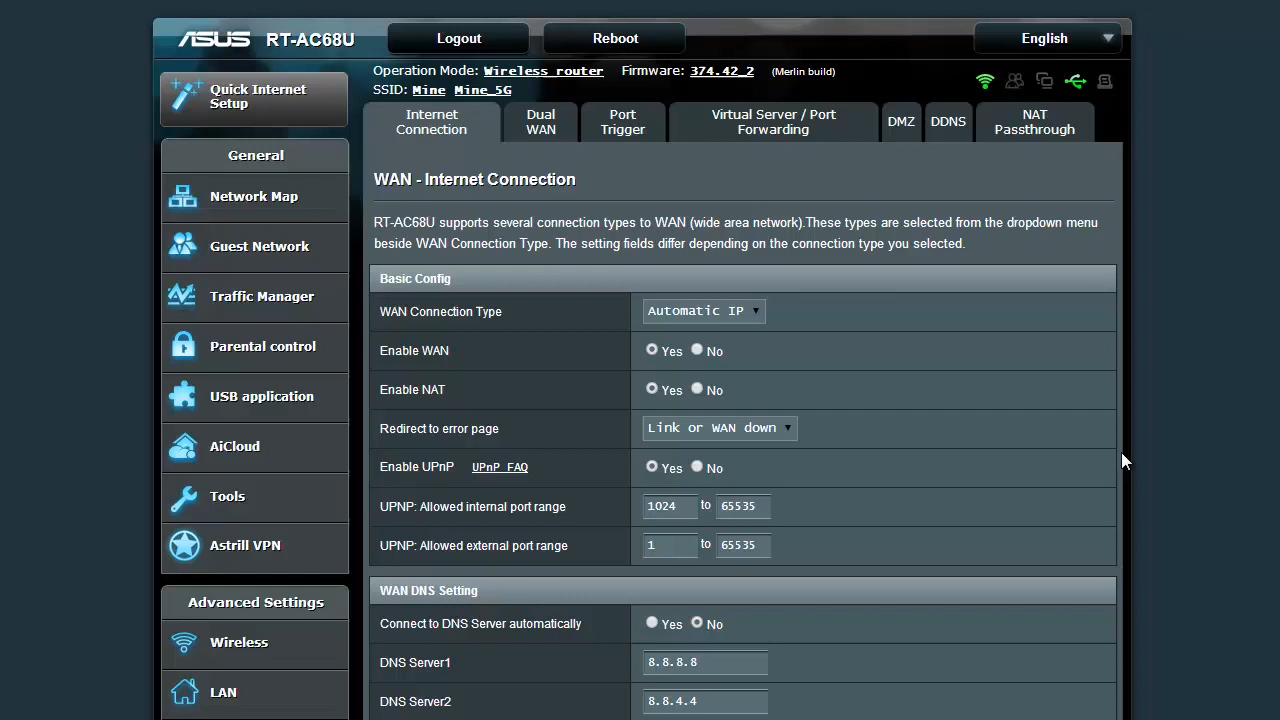 ASUS RT-AC68U Logout Reboot English
Operation Mode: Wireless router Firmware: 374.42_2 (Merlin build)
SSID: Mine Mine_5G
Quick Internet
Setup
General
Network Map
Guest Network
Traffic Manager
Parental control
USB application
AiCloud
Tools
Astrill VPN
Advanced Settings
Wireless
LAN
Internet
Connection
Dual
WAN
Port
Trigger
Virtual Server / Port
Forwarding
DMZ
DDNS
NAT
Passthrough
WAN - Internet Connection
RT-AC68U supports several connection types to WAN (wide area network).These types are selected from the dropdown menu
beside WAN Connection Type. The setting fields differ depending on the connection type you selected.
Basic Config
WAN Connection Type Automatic IP
Enable WAN Yes No
Enable NAT Yes No
Redirect to error page Link or WAN down
Enable UPnP UPnP FAQ Yes No
UPNP: Allowed internal port range 1024 to 65535
UPNP: Allowed external port range 1 to 65535
WAN DNS Setting
Connect to DNS Server automatically Yes No
DNS Server1 8.8.8.8
DNS Server2 8.8.4.4